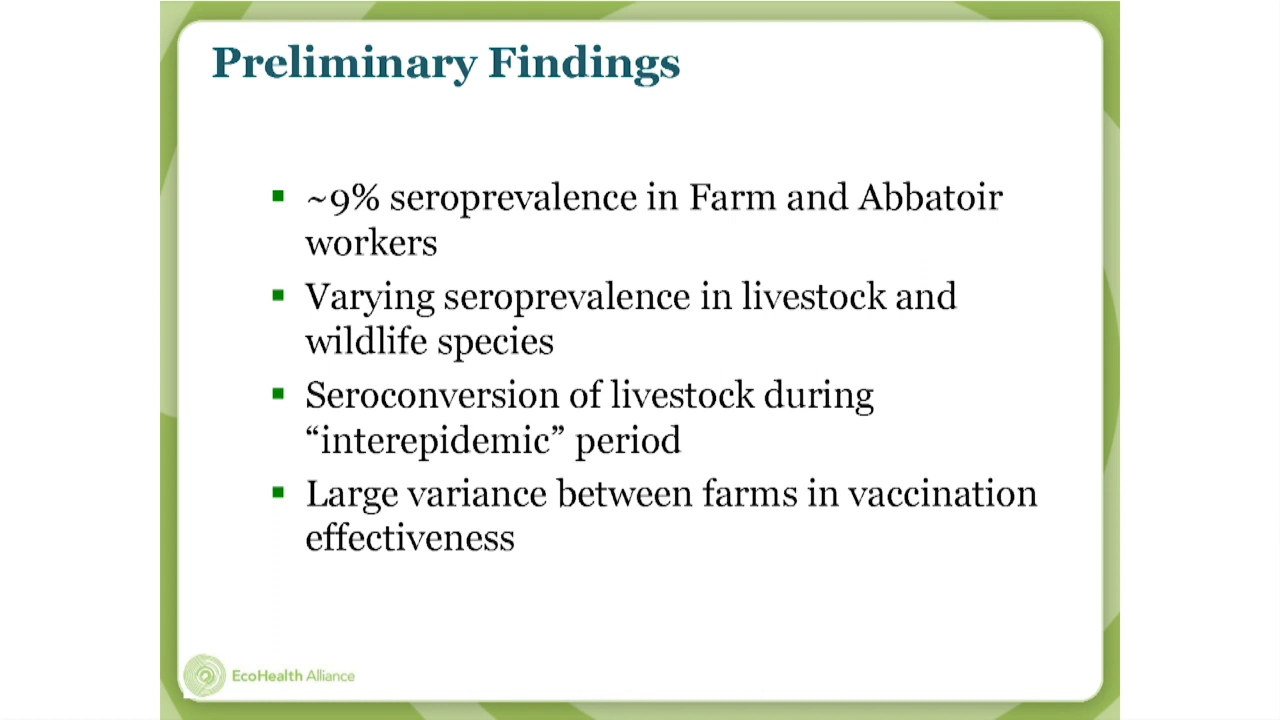 Preliminary Findings
~9% seroprevalence in Farm and Abbatoir
workers
Varying seroprevalence in livestock and
wildlife species
Seroconversion of livestock during
“interepidemic” period
Large variance between farms in vaccination
effectiveness
EcoHealth Alliance